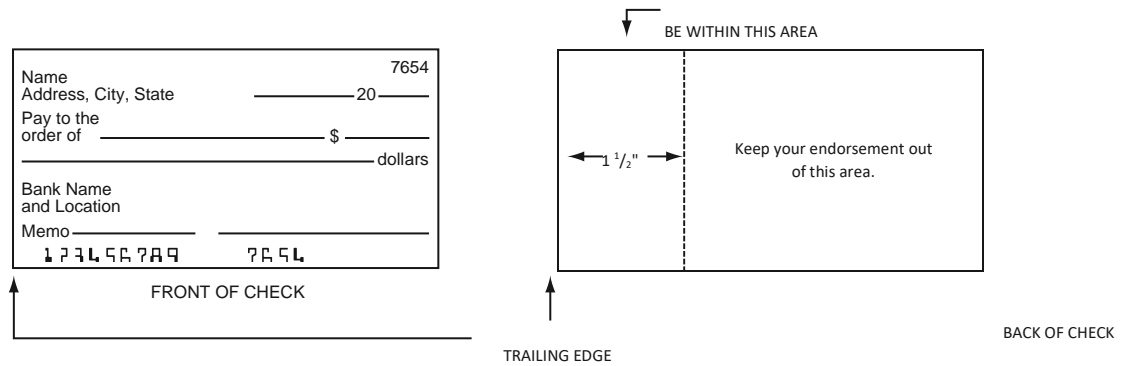 BE WITHIN THIS AREA
7654
Name
Address, City, State 20
Pay to the
order of $
dollars
Bank Name
and Location
Memo
123456789 7654
FRONT OF CHECK
1 1/2"
Keep your endorsement out
of this area.
TRAILING EDGE
BACK OF CHECK